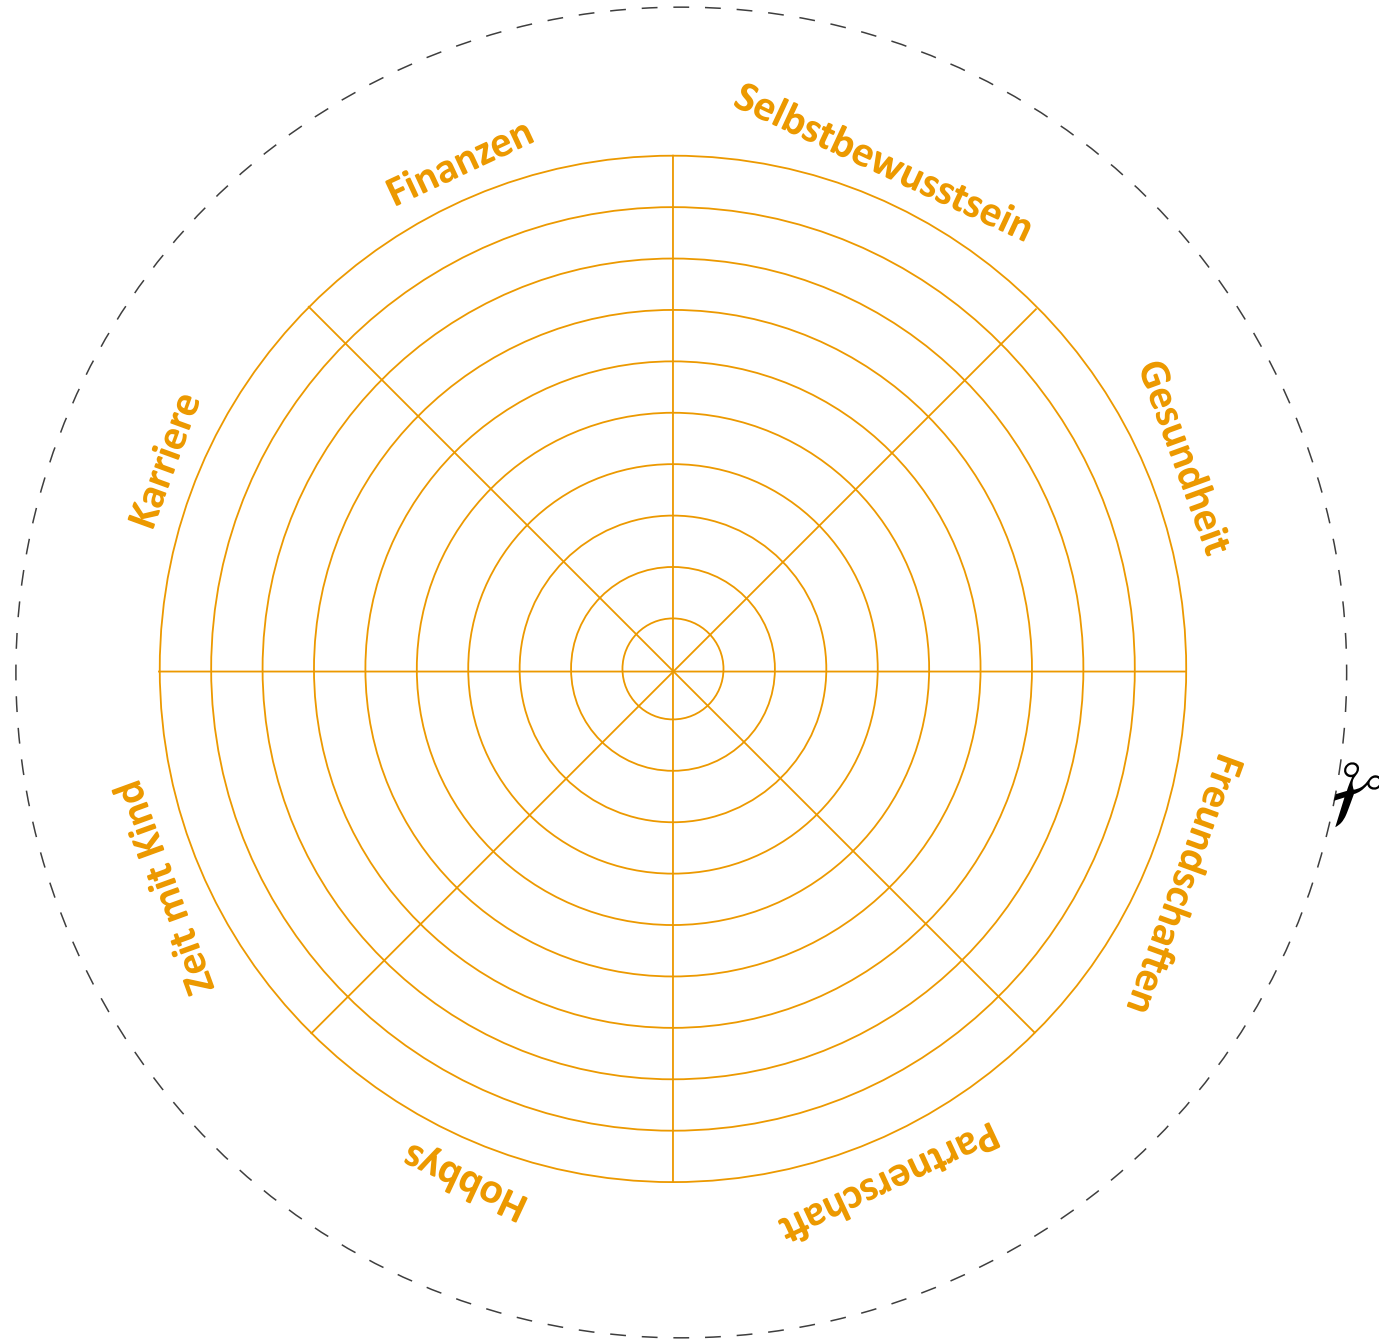 Selbstbewusstsein
Gesundheit
Freundschaften
Partnerschaft
Hobbys
Zeit mit Kind
Karriere
Finanzen